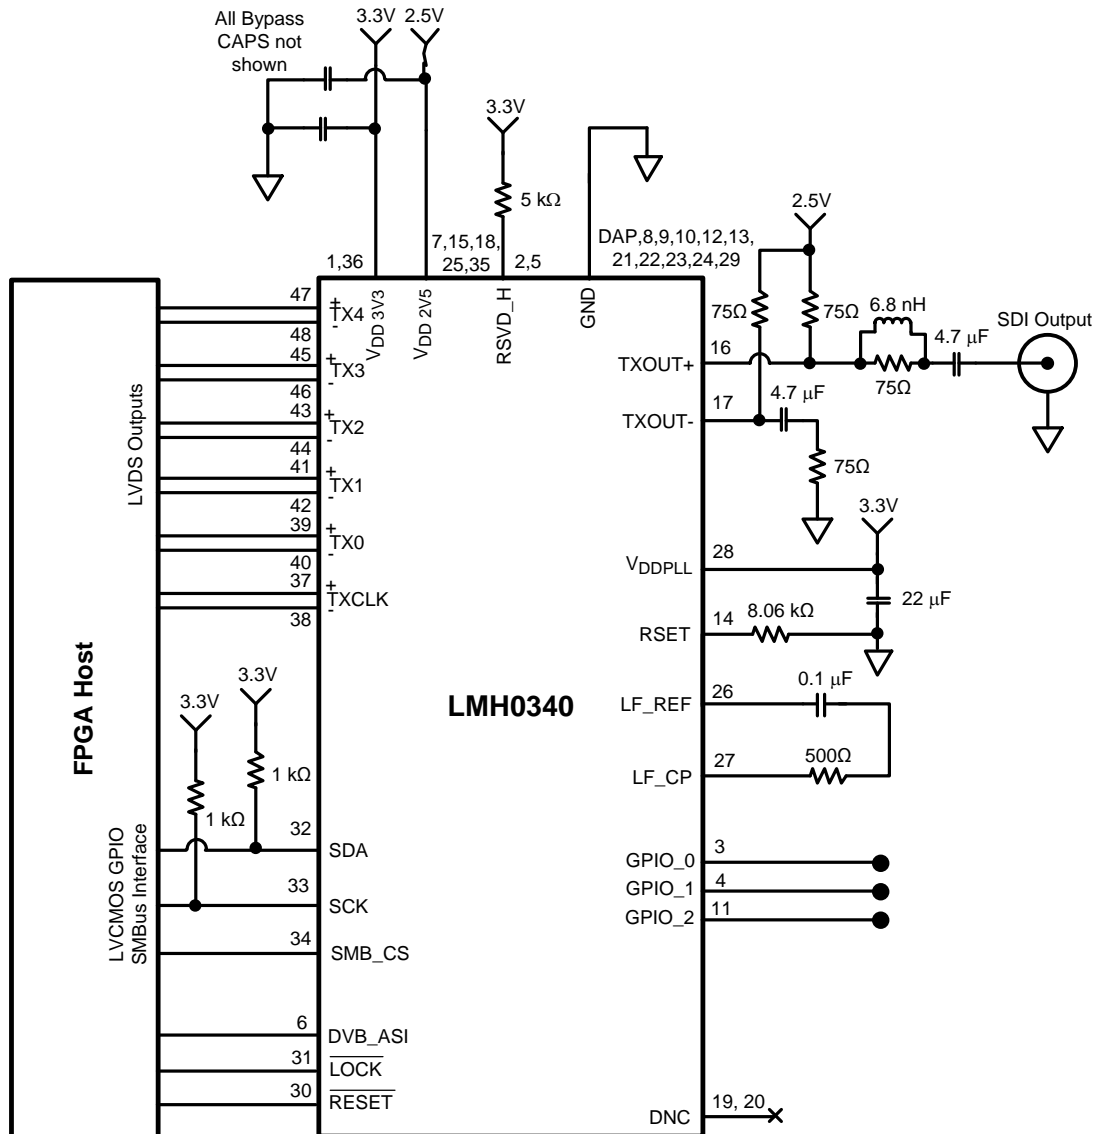 All Bypass
CAPS not
shown
3.3V
2.5V
3.3V
5 kΩ
2.5V
1,36
7,15,18,
25,35
2,5
DAP,8,9,10,12,13,
21,22,23,24,29
VDD 3V3
VDD 2V5
RSVD_H
GND
75Ω
75Ω
6.8 nH
4.7 µF
SDI Output
75Ω
16
TXOUT+
17
TXOUT-
4.7 µF
75Ω
3.3V
28
VDDPLL
22 µF
14
RSET
8.06 kΩ
26
LF_REF
0.1 µF
27
LF_CP
500Ω
3
GPIO_0
4
GPIO_1
11
GPIO_2
19, 20
DNC
LMH0340
FPGA Host
LVDS Outputs
47
+
TX4
-
48
45
+
TX3
-
46
43
+
TX2
-
44
41
+
TX1
-
42
39
+
TX0
-
40
37
+
TXCLK
-
38
3.3V
3.3V
1 kΩ
1 kΩ
LVCMOS GPIO
SMBus Interface
32
SDA
33
SCK
34
SMB_CS
6
DVB_ASI
31
LOCK
30
RESET